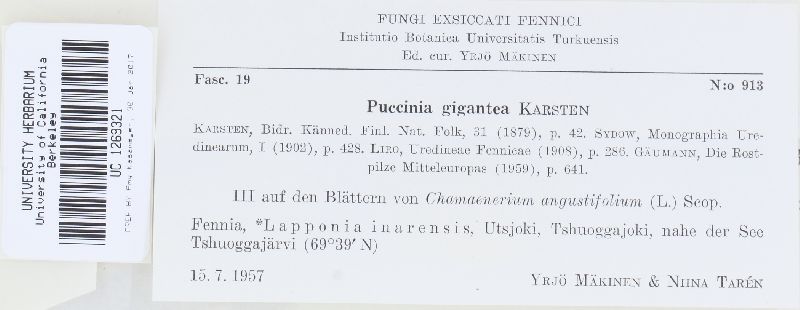 FUNGI EXSICCATI FENNICI
Institutio Botanica Universitatis Turkuensis
Ed. cur. YRJÖ MÄKINEN
Fasc. 19 N:o 913
Puccinia gigantea KARSTEN
KARSTEN, Bidr. Känned. Finl. Nat. Folk, 31 (1879), p. 42. SYDOW, Monographia Ure-
dinearum, I (1902), p. 428. LIRO, Uredineae Fennicae (1908), p. 286. GÄUMANN, Die Rost-
pilze Mitteleuropas (1959), p. 641.
III auf den Blättern von Chamaenerium angustifolium (L.) Scop.
Fennia, *Lapponia inarensis, Utsjoki, Tshuoggajoki, nahe der See
Tshuoggajärvi (69°39′ N)
15. 7. 1957 YRJÖ MÄKINEN & NIINA TARÉN
UNIVERSITY HERBARIUM
University of California
Berkeley
UC 1269321